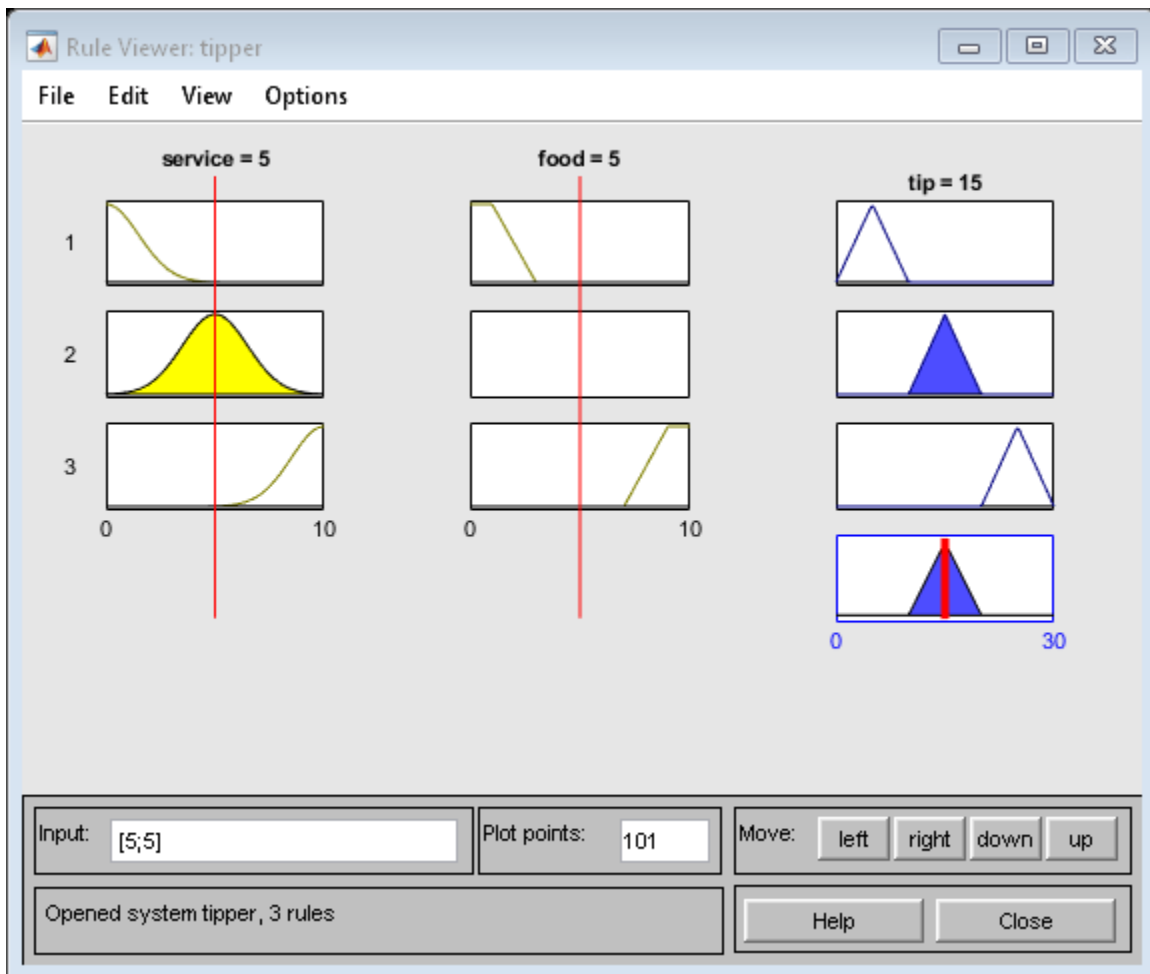 Rule Viewer: tipper
File Edit View Options
service = 5
food = 5
tip = 15
1
2
3
0 10
0 10
0 30
Input: [5;5]
Plot points: 101
Move: left right down up
Opened system tipper, 3 rules
Help Close